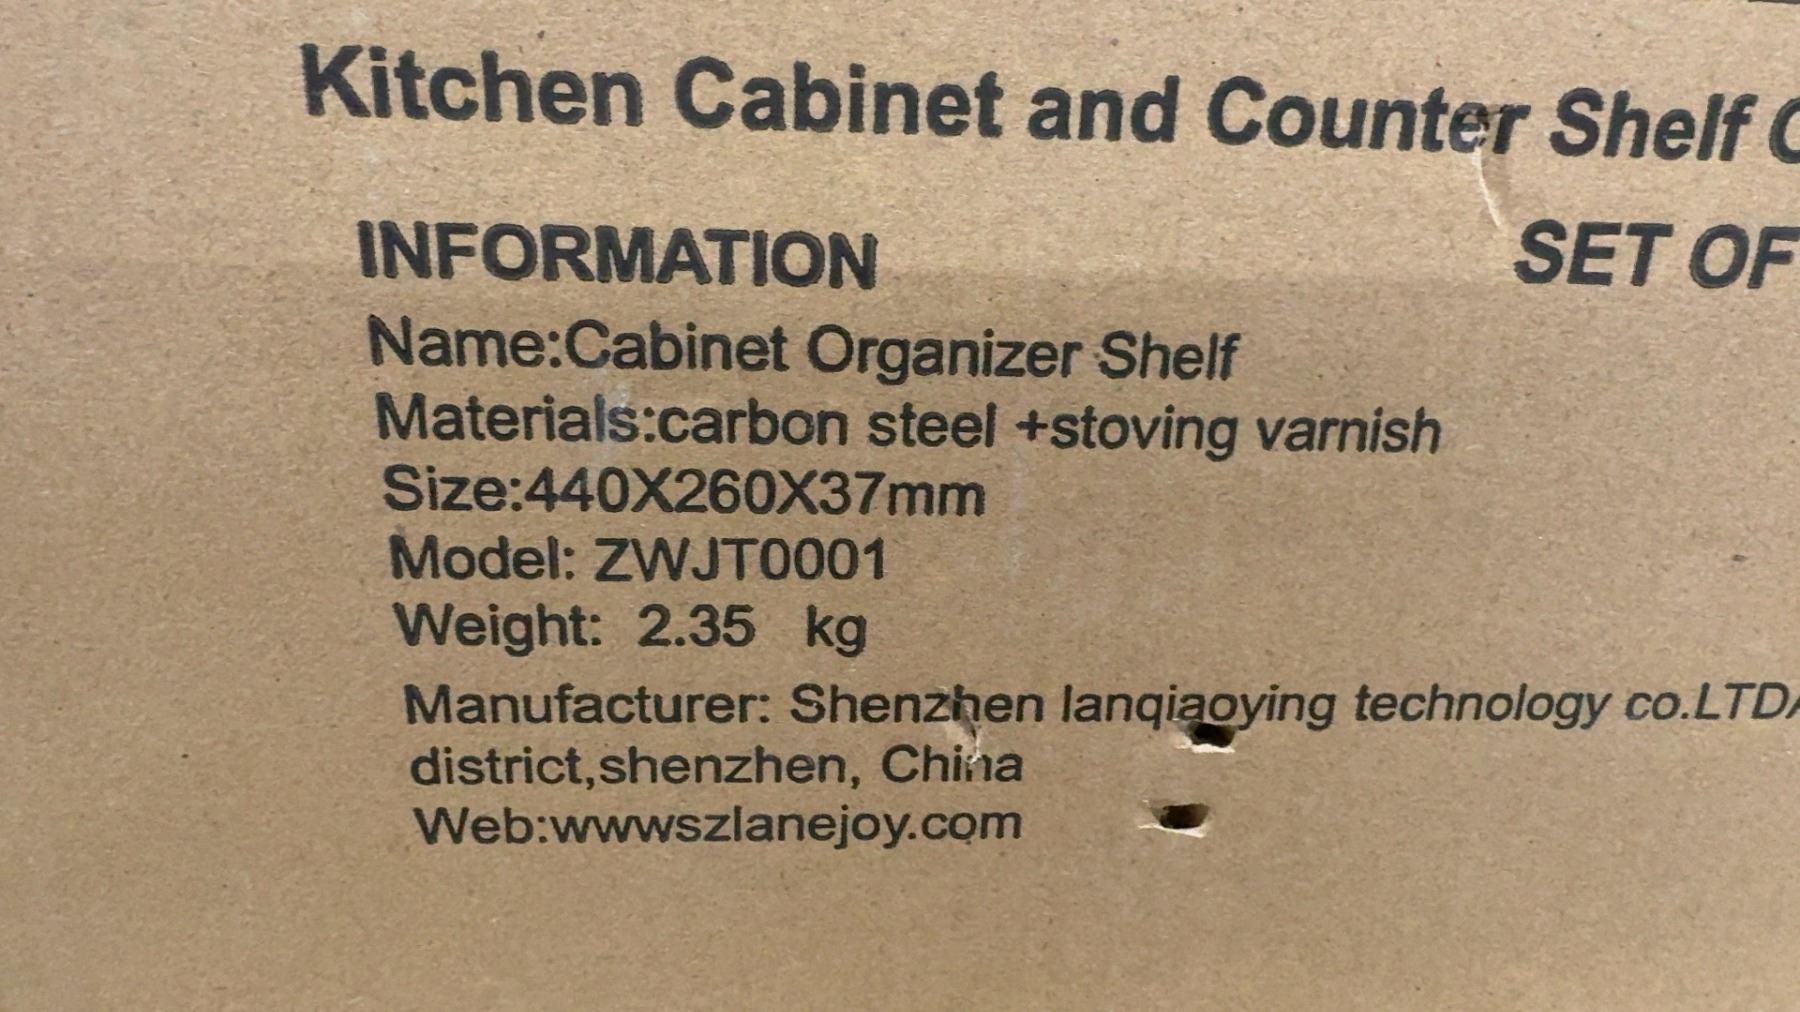 Kitchen Cabinet and Counter Shelf
INFORMATION
SET OF
Name:Cabinet Organizer Shelf
Materials:carbon steel +stoving varnish
Size:440X260X37mm
Model: ZWJT0001
Weight: 2.35 kg
Manufacturer: Shenzhen lanqiaoying technology co.LTD
district,shenzhen, China
Web:wwwszlanejoy.com